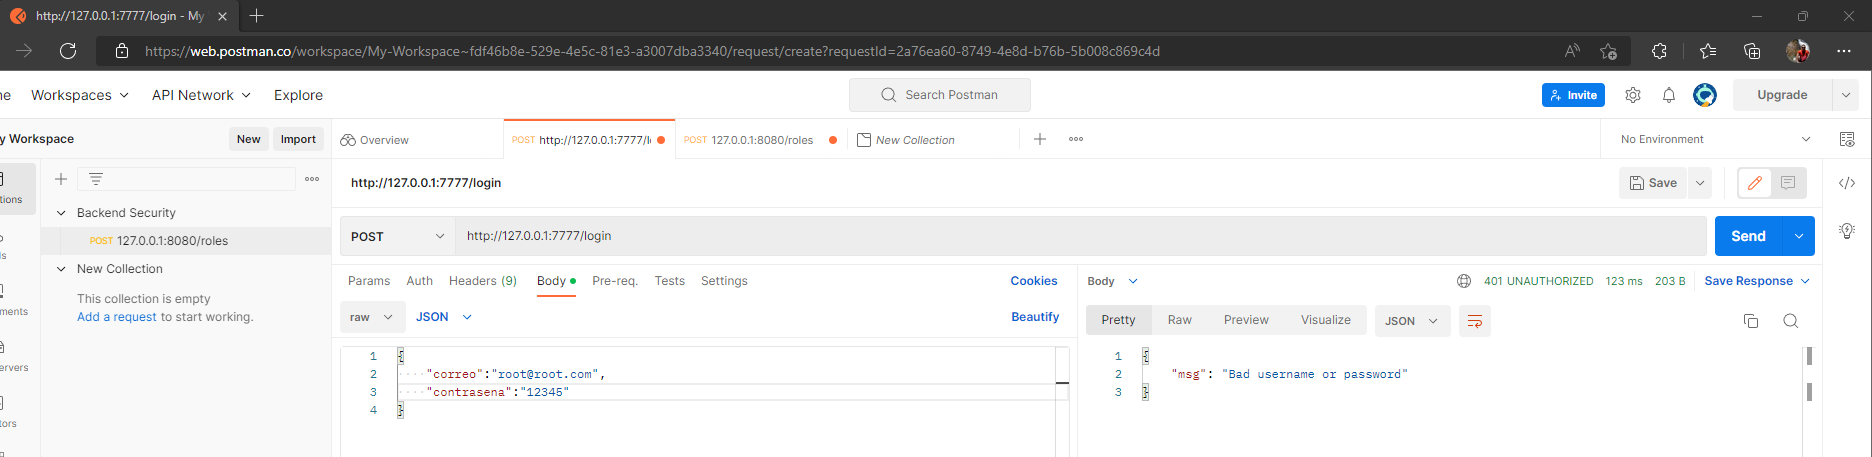 http://127.0.0.1:7777/login - My
https://web.postman.co/workspace/My-Workspace~fdf46b8e-529e-4e5c-81e3-a3007dba3340/request/create?requestId=2a76ea60-8749-4e8d-b76b-5b008c869c4d
ne Workspaces API Network Explore Search Postman Invite Upgrade
y Workspace New Import Overview POST http://127.0.0.1:7777/l POST 127.0.0.1:8080/roles New Collection No Environment
http://127.0.0.1:7777/login Save
tions
Backend Security
POST 127.0.0.1:8080/roles
POST http://127.0.0.1:7777/login Send
New Collection
This collection is empty
Add a request to start working.
ments
ervers
tors
Params Auth Headers (9) Body Pre-req. Tests Settings Cookies
raw JSON Beautify
1 {
2 "correo":"root@root.com",
3 "contrasena":"12345"
4 }
Body 401 UNAUTHORIZED 123 ms 203 B Save Response
Pretty Raw Preview Visualize JSON
1 {
2 "msg": "Bad username or password"
3 }